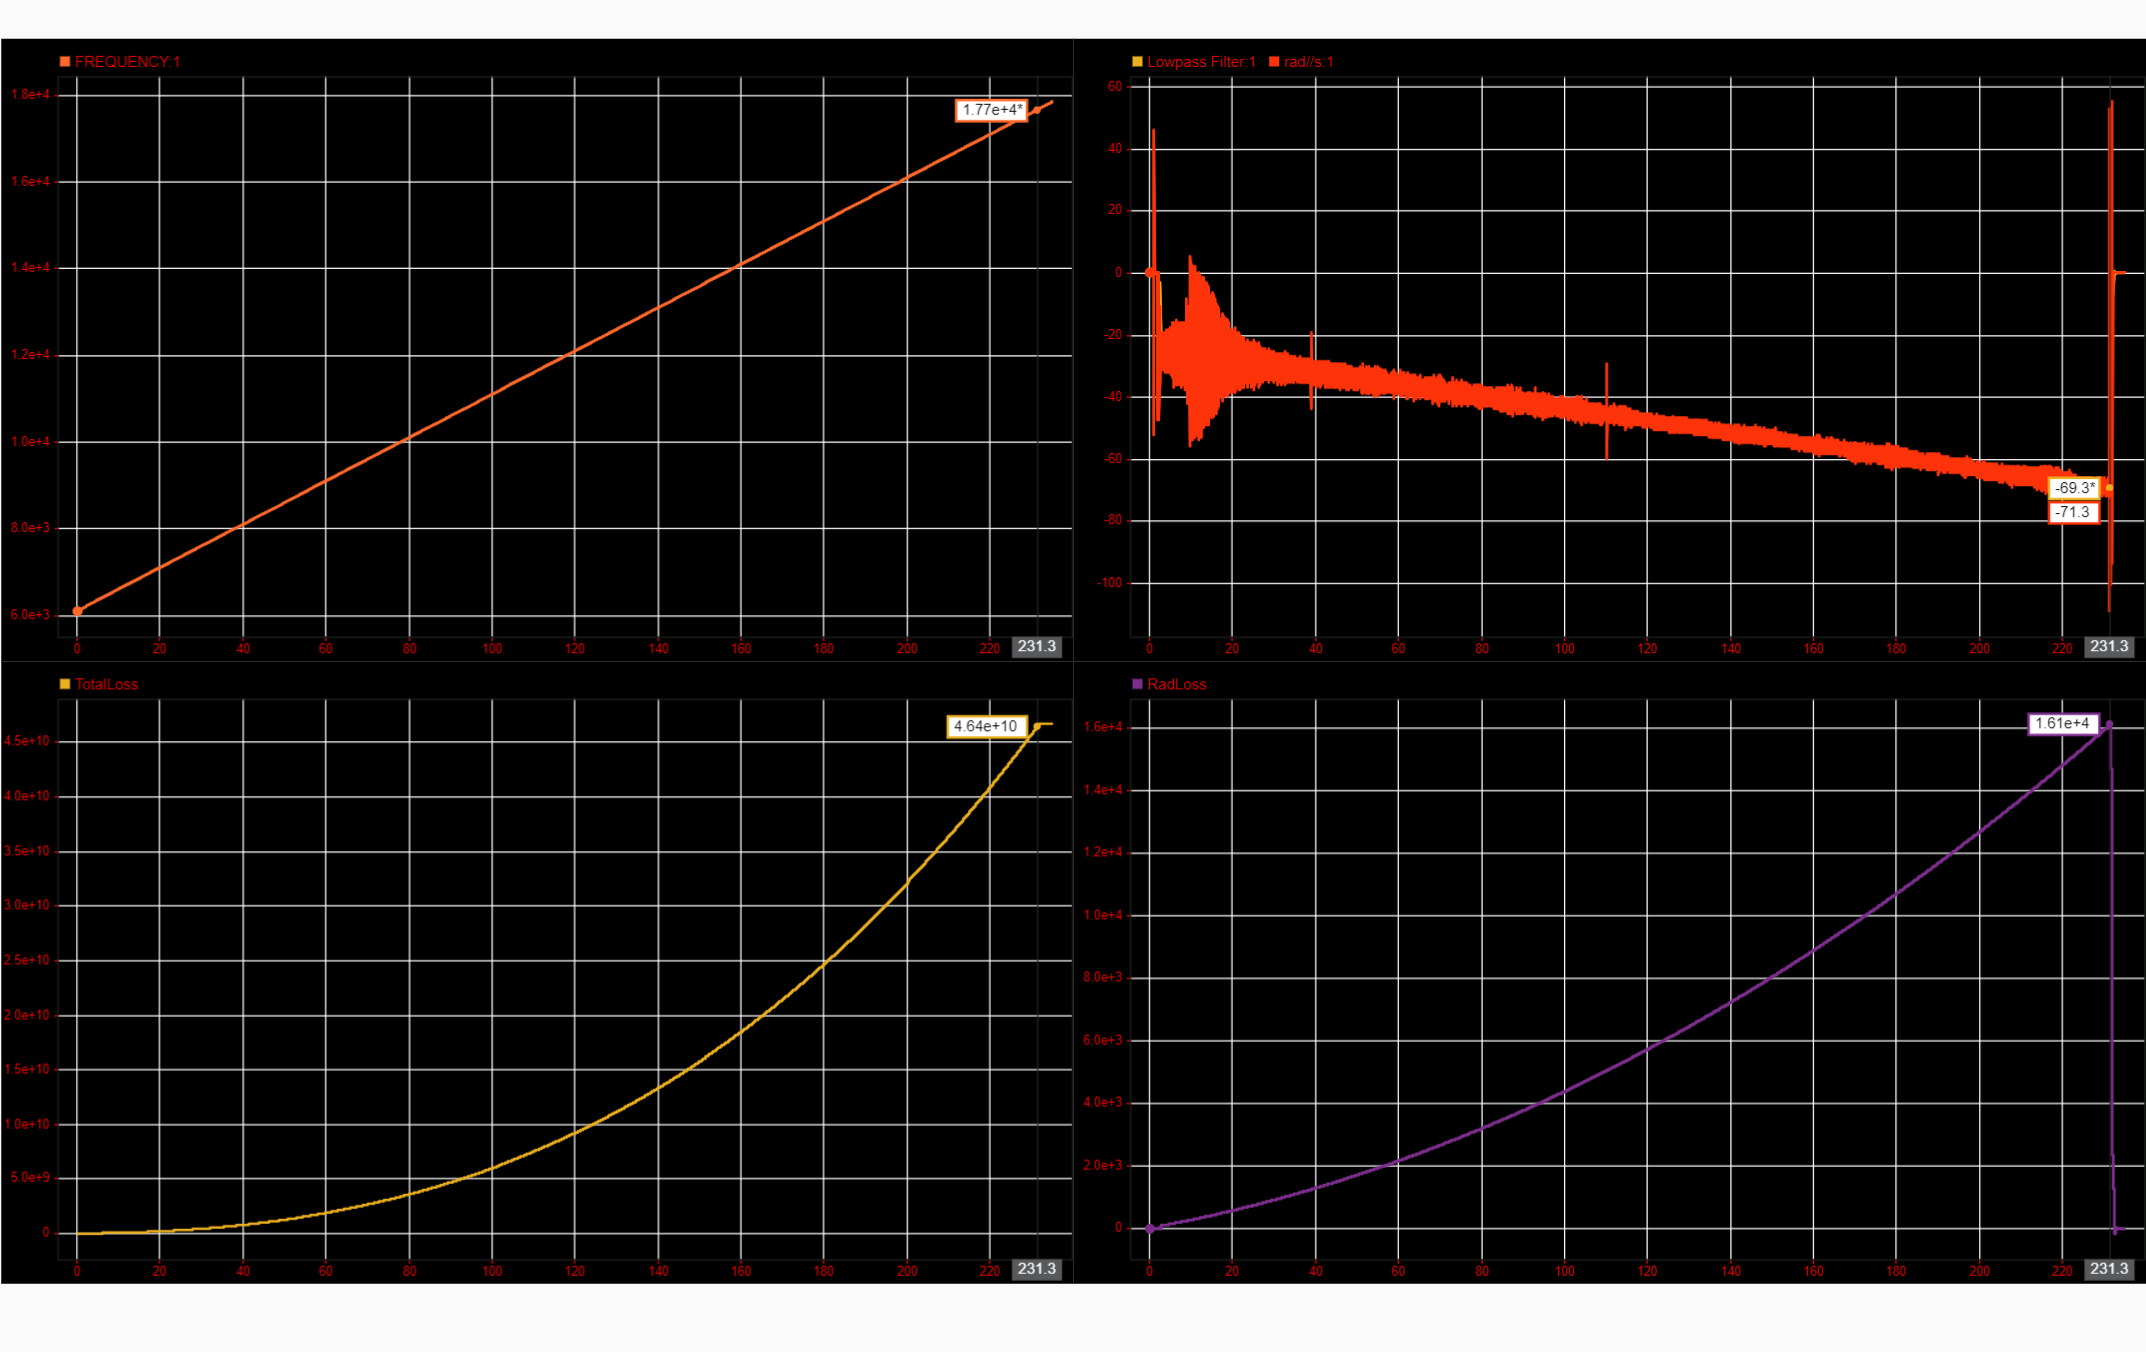 FREQUENCY:1
1.8e+4
1.6e+4
1.4e+4
1.2e+4
1.0e+4
8.0e+3
6.0e+3
1.77e+4*
0 20 40 60 80 100 120 140 160 180 200 220 231.3
Lowpass Filter:1 rad//s:1
60
40
20
0
-20
-40
-60
-80
-100
-69.3*
-71.3
0 20 40 60 80 100 120 140 160 180 200 220 231.3
TotalLoss
4.5e+10
4.0e+10
3.5e+10
3.0e+10
2.5e+10
2.0e+10
1.5e+10
1.0e+10
5.0e+9
0
4.64e+10
0 20 40 60 80 100 120 140 160 180 200 220 231.3
RadLoss
1.6e+4
1.4e+4
1.2e+4
1.0e+4
8.0e+3
6.0e+3
4.0e+3
2.0e+3
0
1.61e+4
0 20 40 60 80 100 120 140 160 180 200 220 231.3